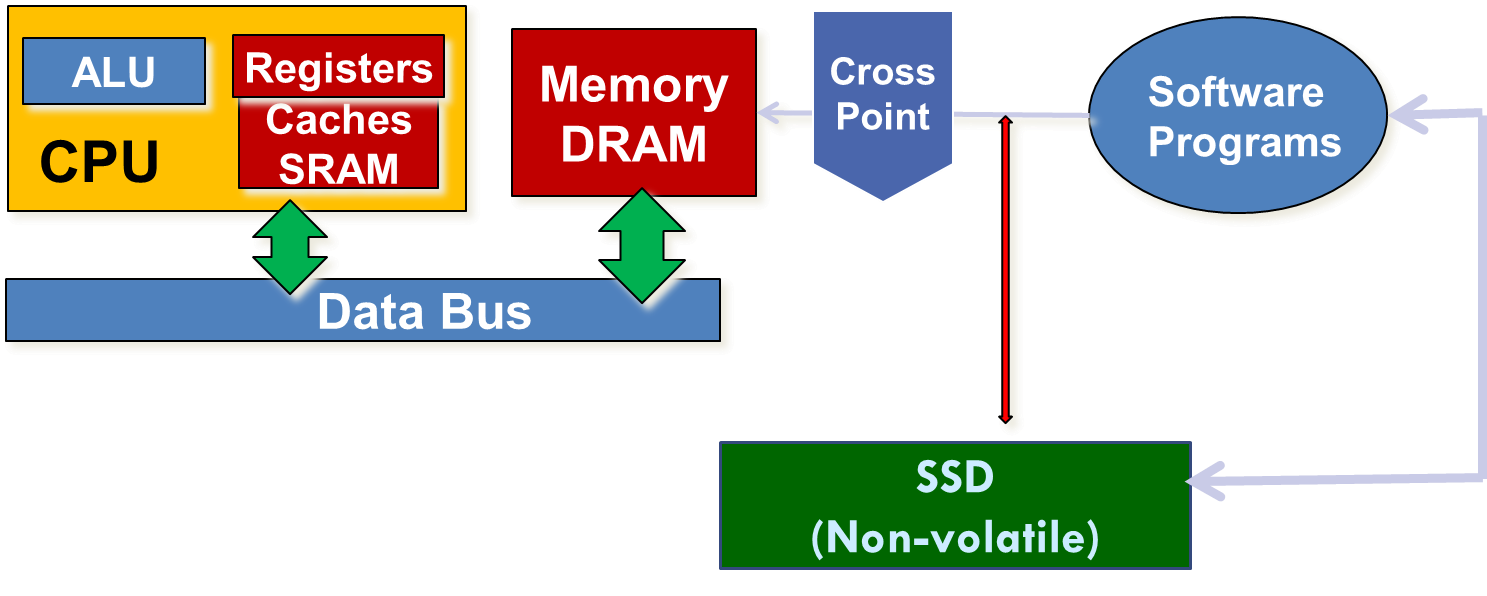 ALU
Registers
Caches
SRAM
CPU
Memory
DRAM
Cross
Point
Software
Programs
Data Bus
SSD
(Non-volatile)